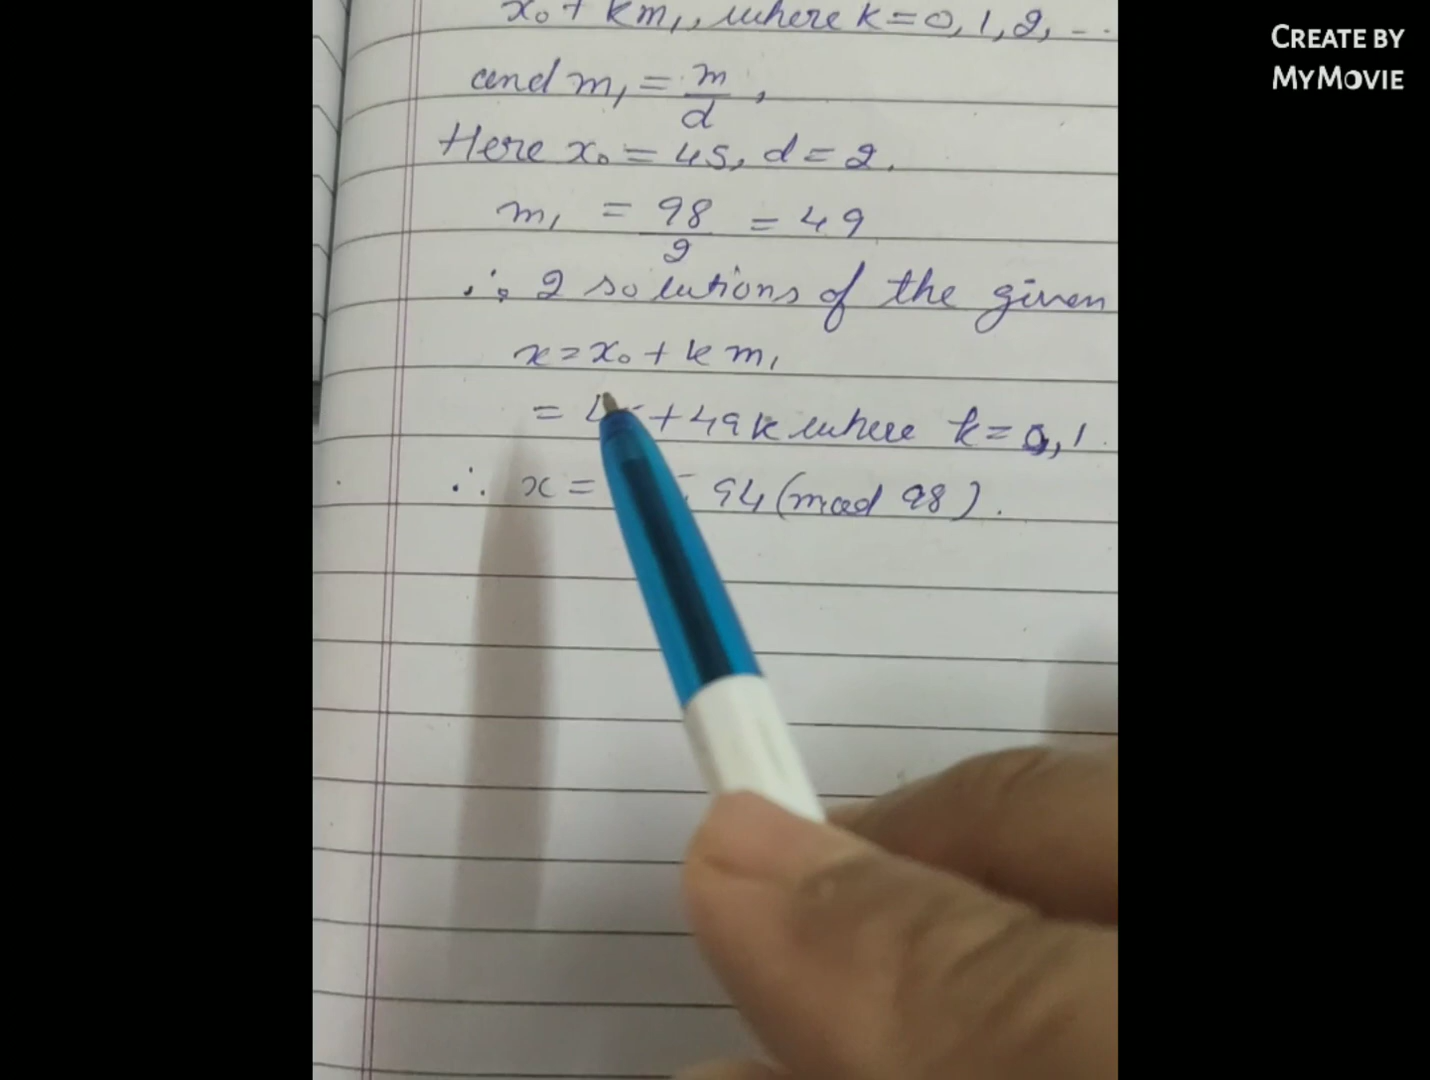 x₀ + km₁, where k = 0, 1, 2, ...
and m₁ = m/d,
Here x₀ = 45, d = 2.
m₁ = 98/2 = 49
∴ 2 solutions of the given
x = x₀ + km₁
= 4 + 49k where k = 0, 1.
∴ x = 94 (mod 98).
CREATE BY
MYMOVIE